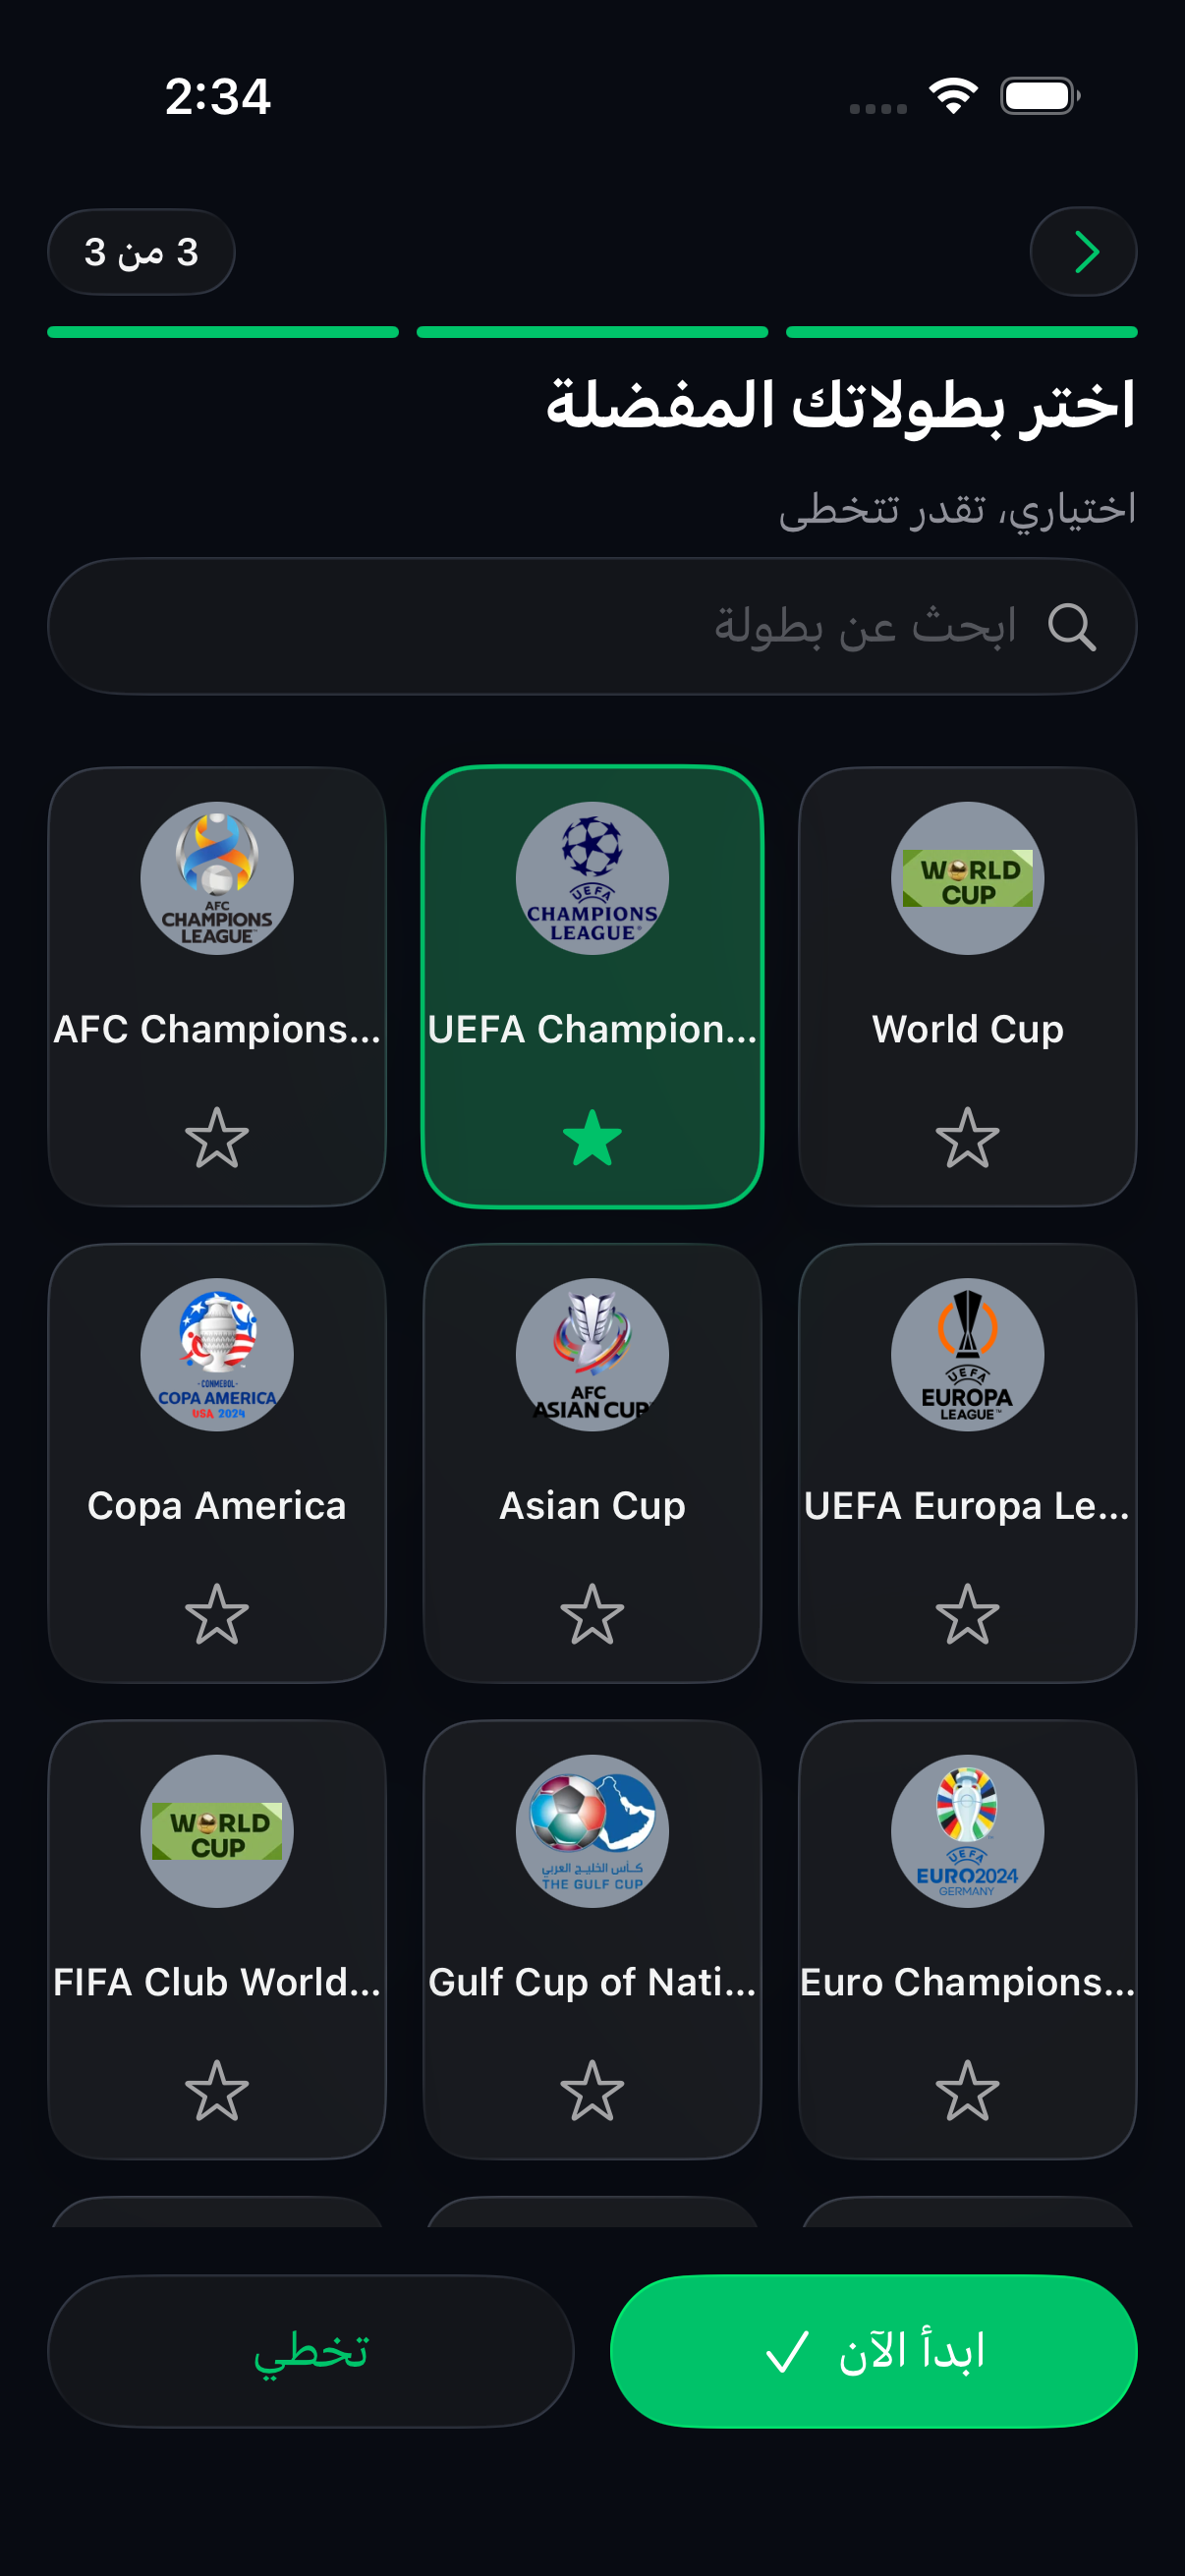 2:34
3 من 3
اختر بطولاتك المفضلة
اختياري، تقدر تتخطى
ابحث عن بطولة
WORLD
CUP
World Cup
UEFA
CHAMPIONS
LEAGUE
UEFA Champion...
AFC
CHAMPIONS
LEAGUE
AFC Champions...
UEFA
EUROPA
LEAGUE
UEFA Europa Le...
AFC
ASIAN CUP
Asian Cup
CONMEBOL
COPA AMERICA
USA 2024
Copa America
UEFA
EURO2024
GERMANY
Euro Champions...
كأس الخليج العربي
THE GULF CUP
Gulf Cup of Nati...
WORLD
CUP
FIFA Club World...
ابدأ الآن
تخطي